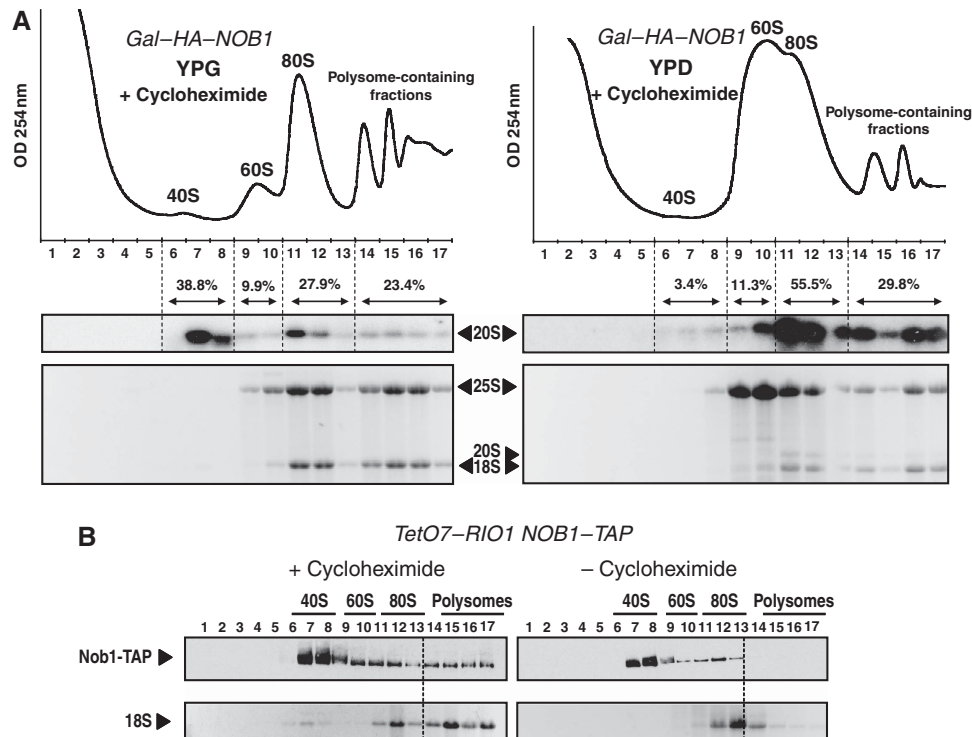 A
Gal–HA–NOB1
YPG
+ Cycloheximide
OD 254 nm
40S
60S
80S
Polysome-containing
fractions
1 2 3 4 5 6 7 8 9 10 11 12 13 14 15 16 17
38.8% 9.9% 27.9% 23.4%
Gal–HA–NOB1
YPD
+ Cycloheximide
OD 254 nm
40S
60S
80S
Polysome-containing
fractions
1 2 3 4 5 6 7 8 9 10 11 12 13 14 15 16 17
3.4% 11.3% 55.5% 29.8%
20S
25S
20S
18S
B
TetO7–RIO1 NOB1–TAP
+ Cycloheximide
– Cycloheximide
40S 60S 80S Polysomes
40S 60S 80S Polysomes
1 2 3 4 5 6 7 8 9 10 11 12 13 14 15 16 17
1 2 3 4 5 6 7 8 9 10 11 12 13 14 15 16 17
Nob1-TAP
18S